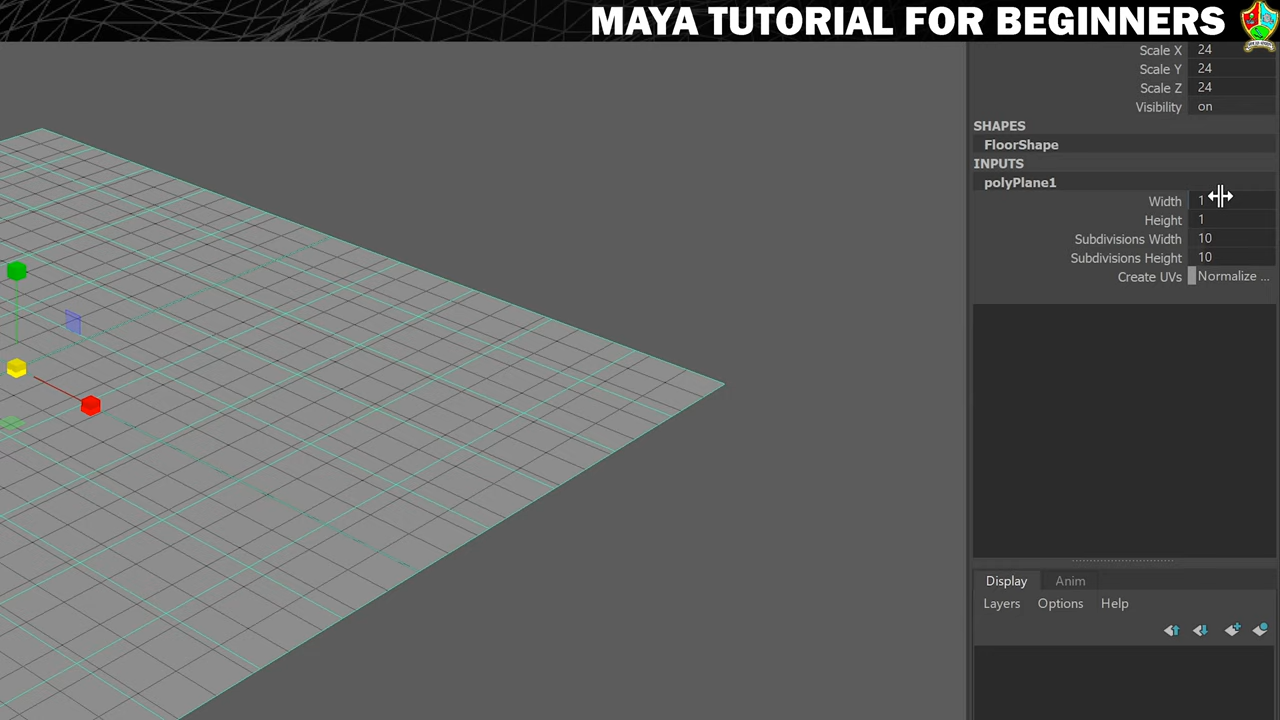 MAYA TUTORIAL FOR BEGINNERS
Scale X 24
Scale Y 24
Scale Z 24
Visibility on
SHAPES
FloorShape
INPUTS
polyPlane1
Width 1
Height 1
Subdivisions Width 10
Subdivisions Height 10
Create UVs Normalize ...
Display Anim
Layers Options Help